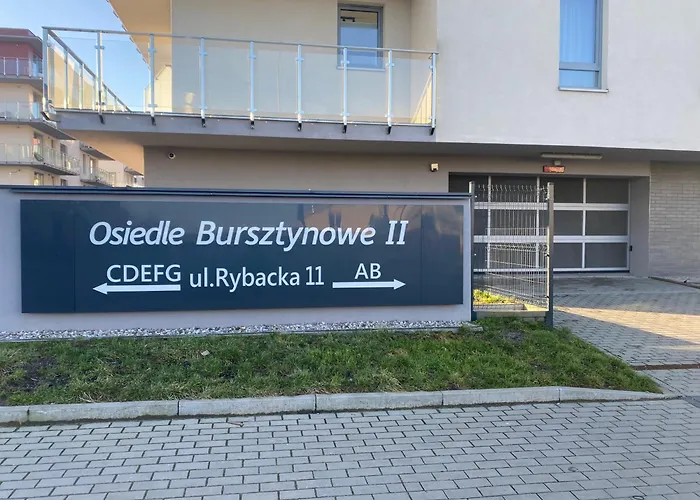 Osiedle Bursztynowe II
CDEFG ul.Rybacka 11 AB